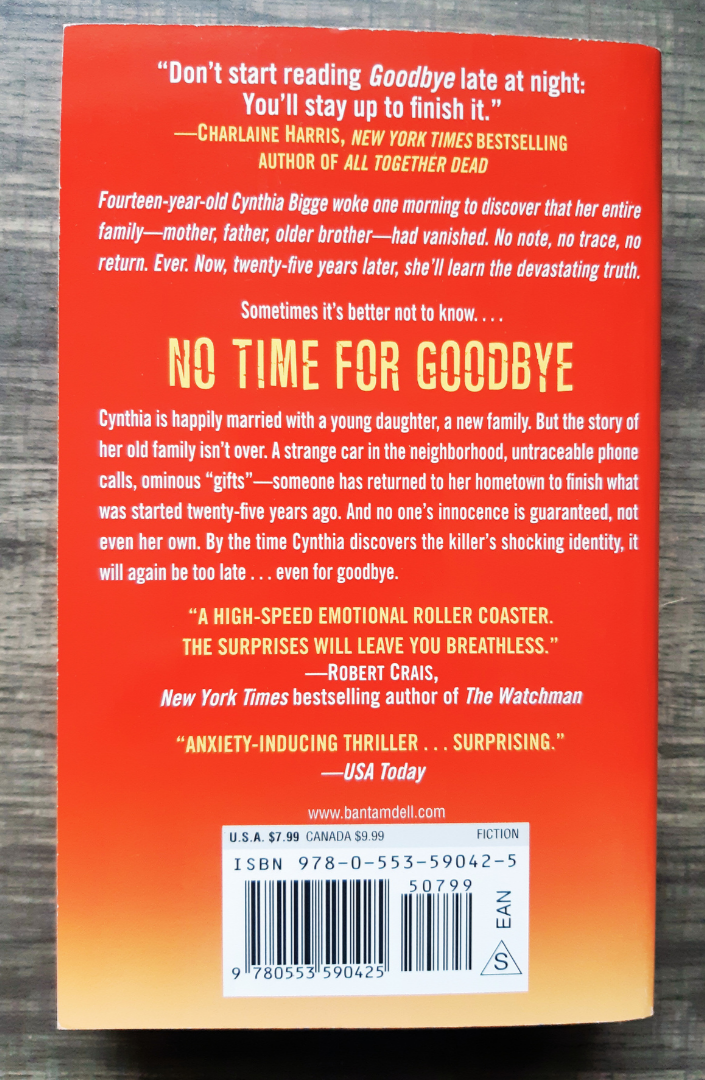 “Don’t start reading Goodbye late at night:
You’ll stay up to finish it.”
—CHARLAINE HARRIS, NEW YORK TIMES BESTSELLING
AUTHOR OF ALL TOGETHER DEAD
Fourteen-year-old Cynthia Bigge woke one morning to discover that her entire
family—mother, father, older brother—had vanished. No note, no trace, no
return. Ever. Now, twenty-five years later, she’ll learn the devastating truth.
Sometimes it’s better not to know. . . .
NO TIME FOR GOODBYE
Cynthia is happily married with a young daughter, a new family. But the story of
her old family isn’t over. A strange car in the neighborhood, untraceable phone
calls, ominous “gifts”—someone has returned to her hometown to finish what
was started twenty-five years ago. And no one’s innocence is guaranteed, not
even her own. By the time Cynthia discovers the killer’s shocking identity, it
will again be too late . . . even for goodbye.
“A HIGH-SPEED EMOTIONAL ROLLER COASTER.
THE SURPRISES WILL LEAVE YOU BREATHLESS.”
—ROBERT CRAIS,
New York Times bestselling author of The Watchman
“ANXIETY-INDUCING THRILLER . . . SURPRISING.”
—USA Today
www.bantamdell.com
U.S.A. $7.99 CANADA $9.99 FICTION
ISBN 978-0-553-59042-5
50799
EAN
S
9 780553 590425